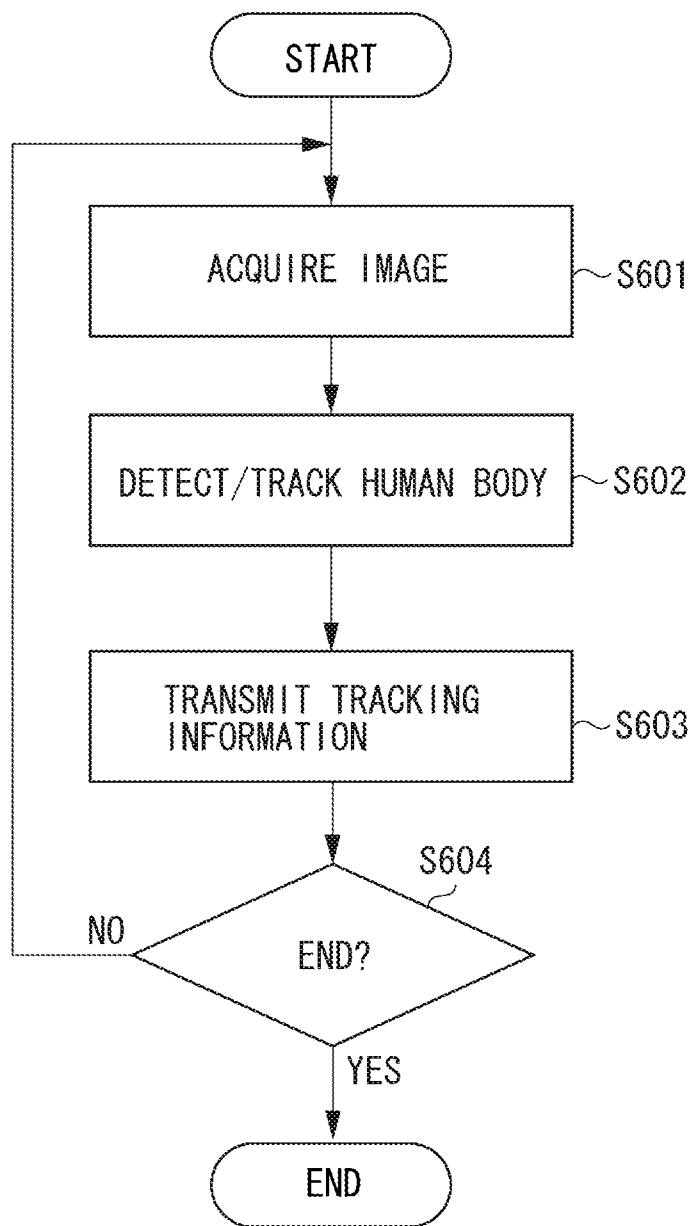 START
ACQUIRE IMAGE
S601
DETECT/TRACK HUMAN BODY
S602
TRANSMIT TRACKING
INFORMATION
S603
S604
NO
END?
YES
END